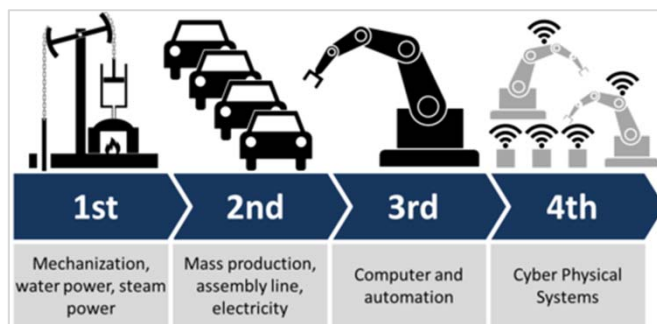 1st
2nd
3rd
4th
Mechanization,
water power, steam
power
Mass production,
assembly line,
electricity
Computer and
automation
Cyber Physical
Systems